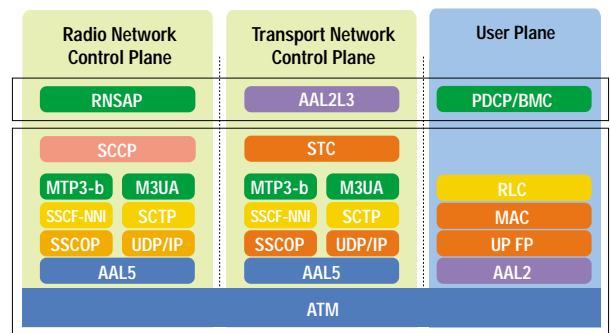 Radio Network
Control Plane
Transport Network
Control Plane
User Plane
RNSAP
AAL2L3
PDCP/BMC
SCCP
STC
MTP3-b
M3UA
MTP3-b
M3UA
RLC
SSCF-NNI
SCTP
SSCF-NNI
SCTP
MAC
SSCOP
UDP/IP
SSCOP
UDP/IP
UP FP
AAL5
AAL5
AAL2
ATM